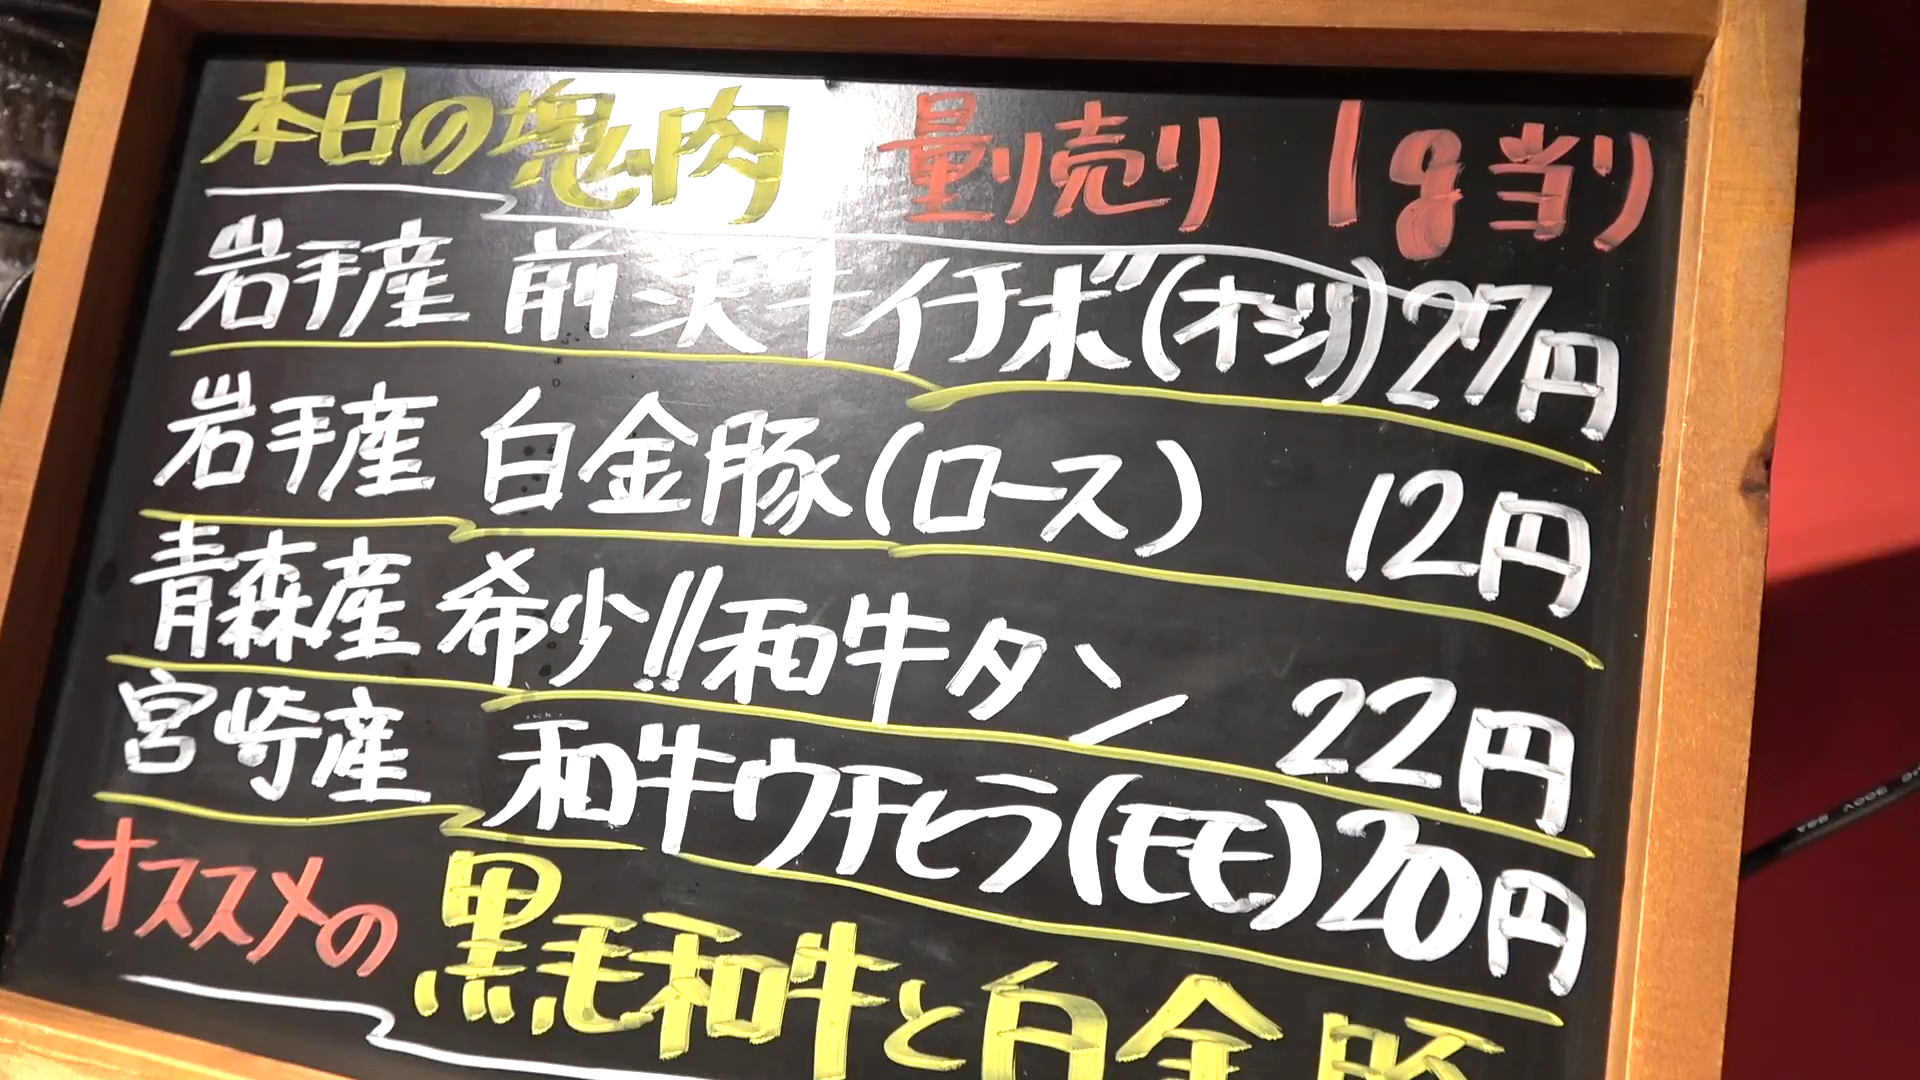 本日の塊肉 量り売り 1g当り
岩手産 前沢牛イチボ(オシリ)27円
岩手産 白金豚(ロース) 12円
青森産 希少!!和牛タン 22円
宮崎産 和牛ウチヒラ(モモ)20円
オススメの 黒毛和牛と白金豚